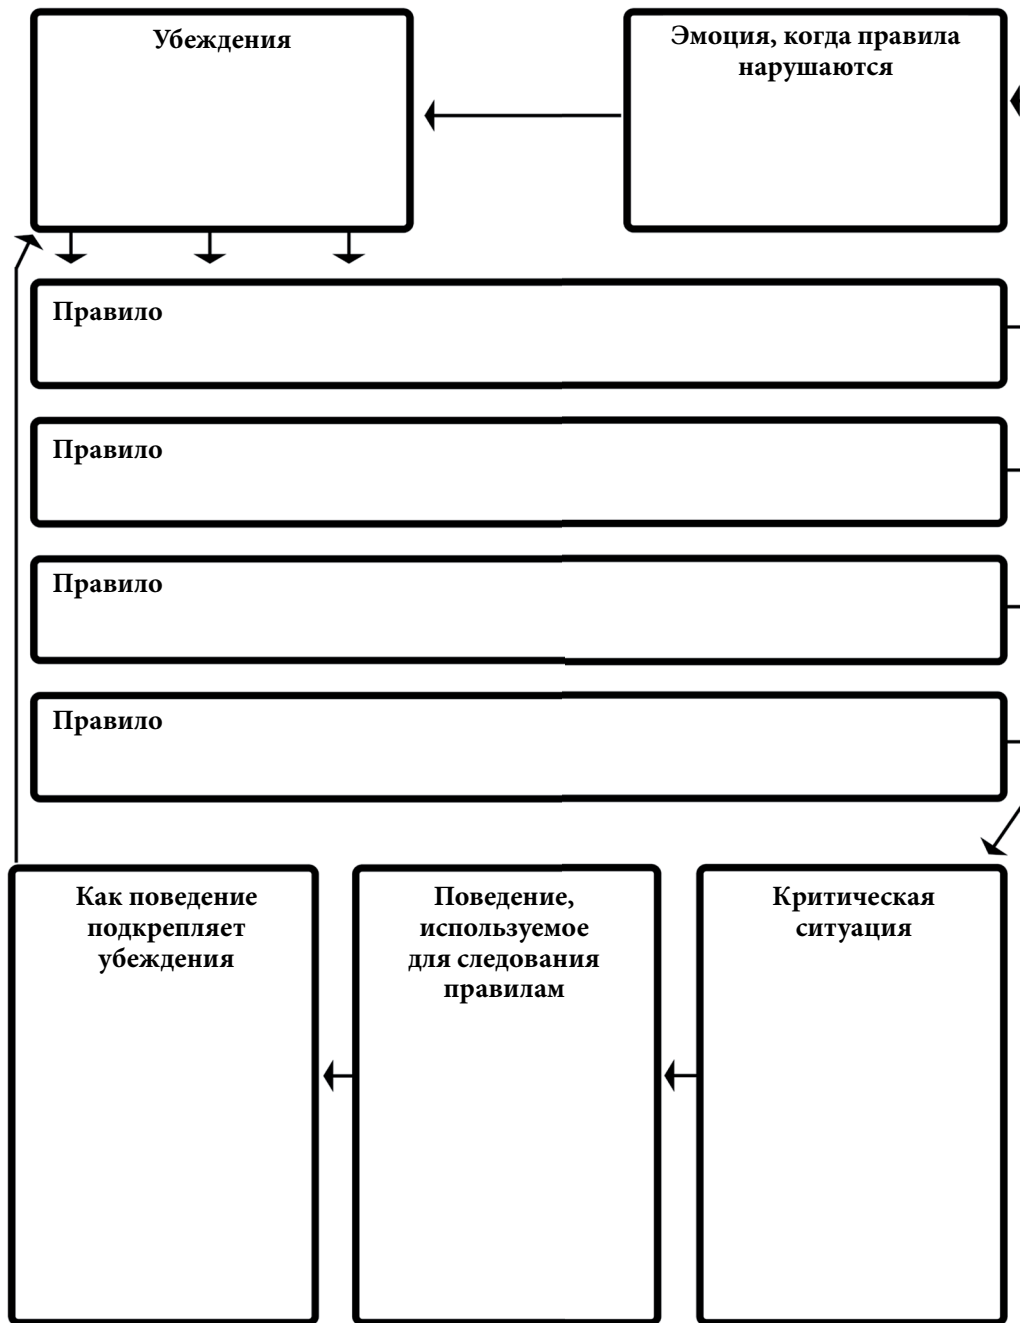 Убеждения
Эмоция, когда правила
нарушаются
Правило
Правило
Правило
Правило
Как поведение
подкрепляет
убеждения
Поведение,
используемое
для следования
правилам
Критическая
ситуация